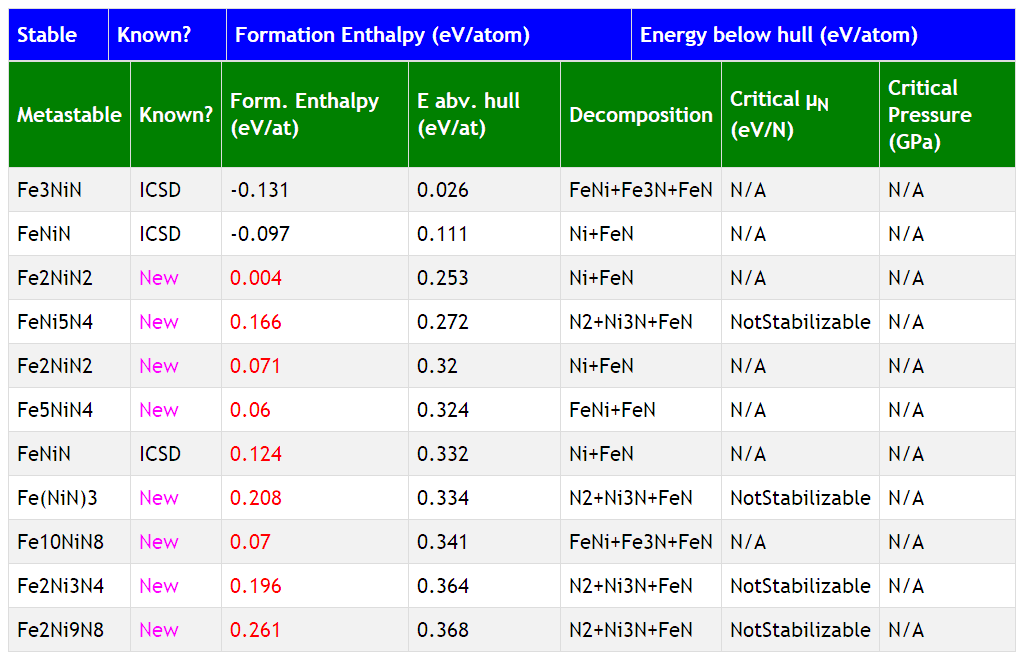 Stable Known? Formation Enthalpy (eV/atom) Energy below hull (eV/atom)
Metastable Known? Form. Enthalpy (eV/at) E abv. hull (eV/at) Decomposition Critical μN (eV/N) Critical Pressure (GPa)
Fe3NiN ICSD -0.131 0.026 FeNi+Fe3N+FeN N/A N/A
FeNiN ICSD -0.097 0.111 Ni+FeN N/A N/A
Fe2NiN2 New 0.004 0.253 Ni+FeN N/A N/A
FeNi5N4 New 0.166 0.272 N2+Ni3N+FeN NotStabilizable N/A
Fe2NiN2 New 0.071 0.32 Ni+FeN N/A N/A
Fe5NiN4 New 0.06 0.324 FeNi+FeN N/A N/A
FeNiN ICSD 0.124 0.332 Ni+FeN N/A N/A
Fe(NiN)3 New 0.208 0.334 N2+Ni3N+FeN NotStabilizable N/A
Fe10NiN8 New 0.07 0.341 FeNi+Fe3N+FeN N/A N/A
Fe2Ni3N4 New 0.196 0.364 N2+Ni3N+FeN NotStabilizable N/A
Fe2Ni9N8 New 0.261 0.368 N2+Ni3N+FeN NotStabilizable N/A